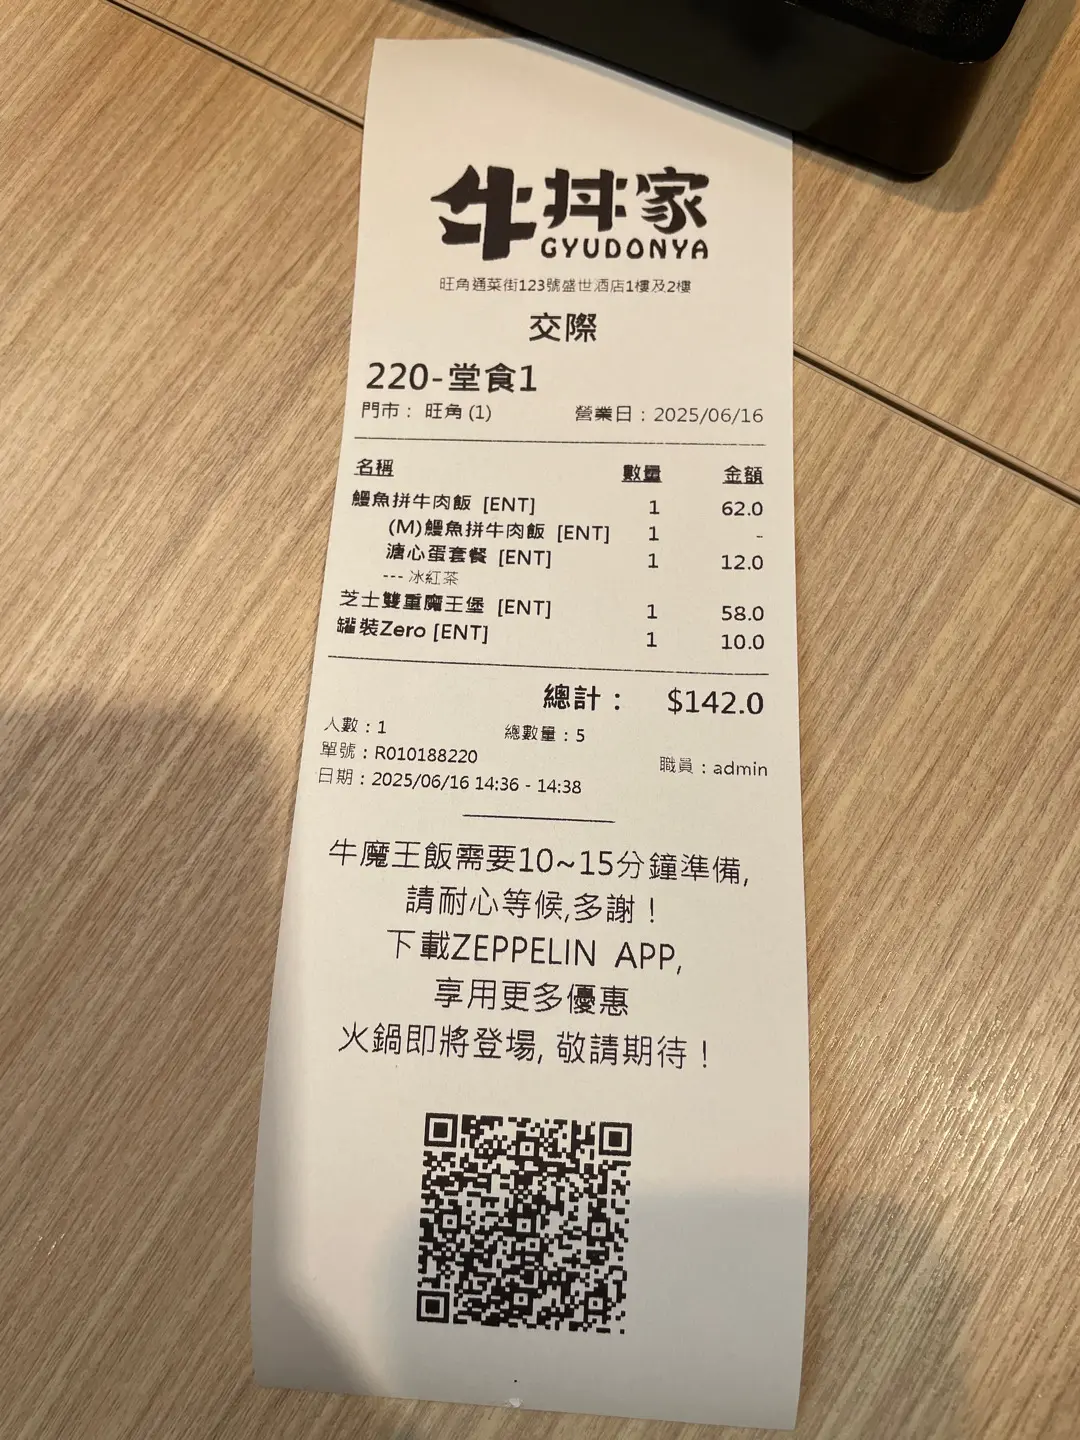 牛丼家
GYUDONYA
旺角通菜街123號盛世酒店1樓及2樓
交際
220-堂食1
門市： 旺角 (1) 營業日：2025/06/16
名稱 數量 金額
鰻魚拼牛肉飯 [ENT] 1 62.0
(M)鰻魚拼牛肉飯 [ENT] 1 -
溏心蛋套餐 [ENT] 1 12.0
--- 冰紅茶
芝士雙重魔王堡 [ENT] 1 58.0
罐裝Zero [ENT] 1 10.0
總計： $142.0
人數：1 總數量：5
單號：R010188220 職員：admin
日期：2025/06/16 14:36 - 14:38
牛魔王飯需要10~15分鐘準備,
請耐心等候,多謝！
下載ZEPPELIN APP,
享用更多優惠
火鍋即將登場, 敬請期待！